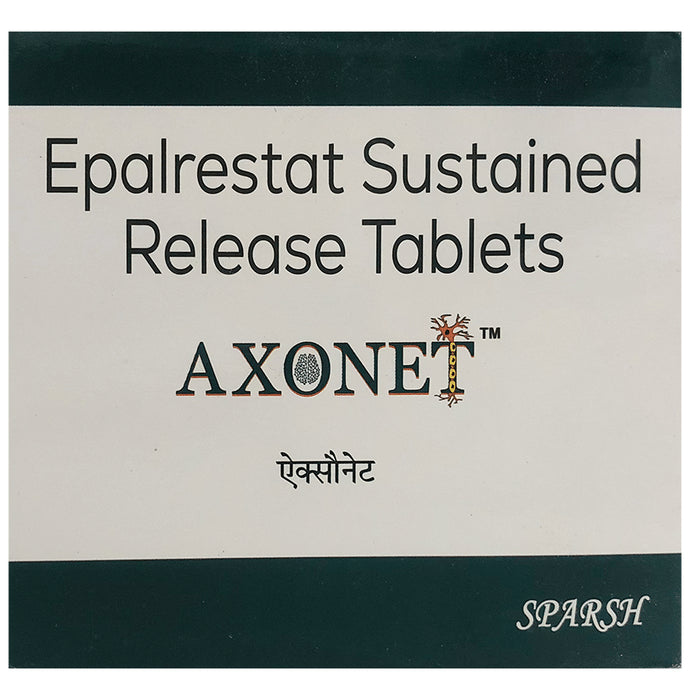 Epalrestat Sustained
Release Tablets
AXONET™
ऐक्सौनेट
SPARSH